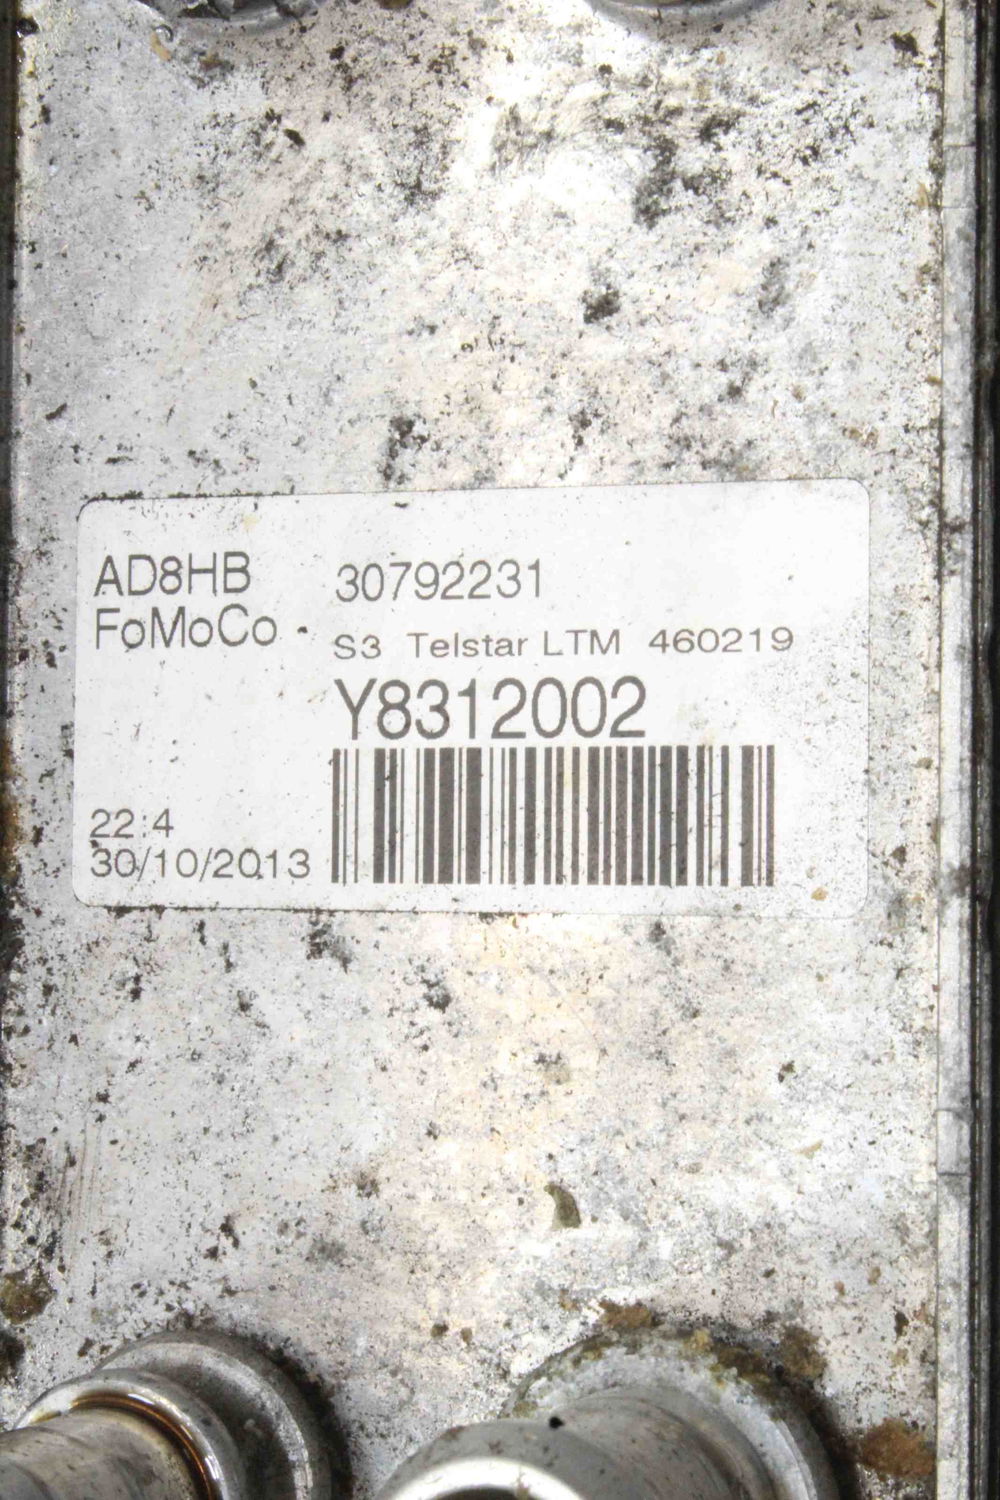 AD8HB 30792231
FoMoCo
S3 Telstar LTM 460219
Y8312002
22:4
30/10/2013